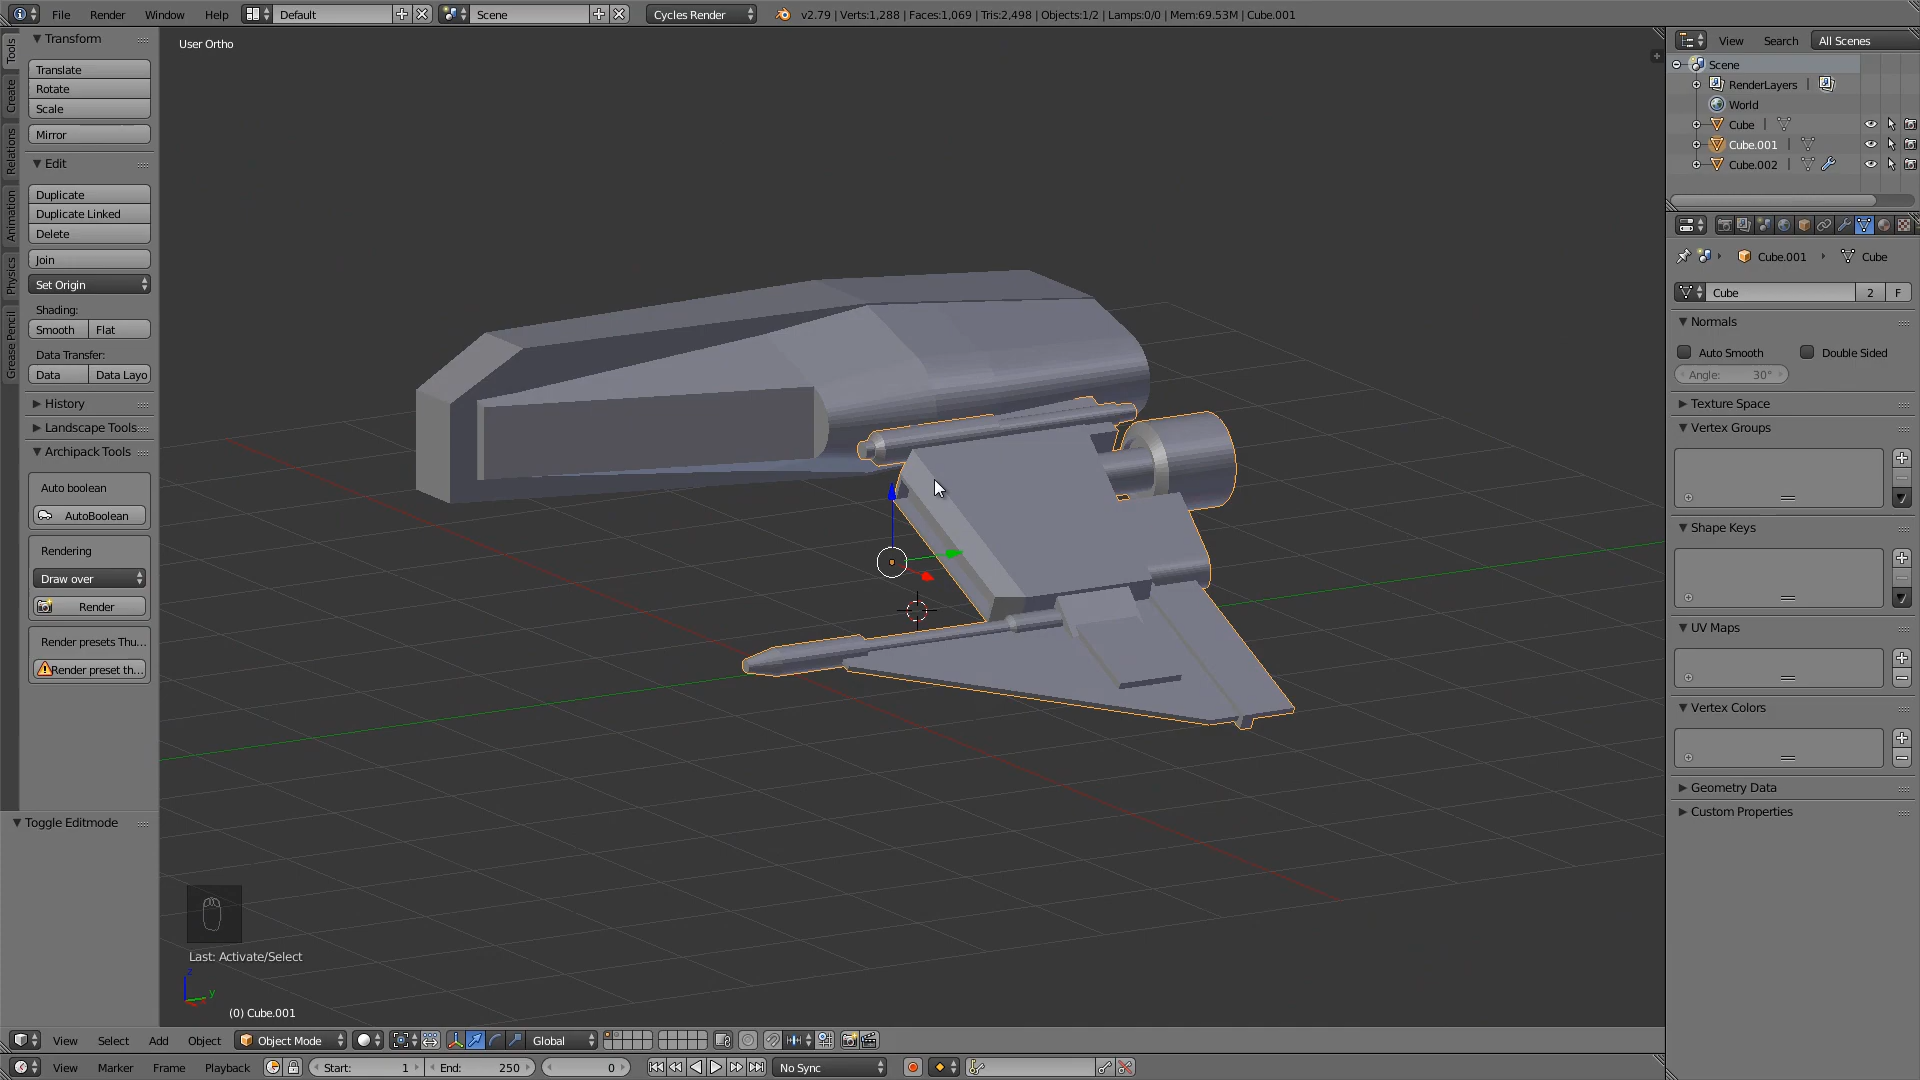 File Render Window Help Default Scene Cycles Render v2.79 | Verts:1,288 | Faces:1,069 | Tris:2,498 | Objects:1/2 | Lamps:0/0 | Mem:69.53M | Cube.001
Tools
Create
Relations
Animation
Physics
Grease Pencil
Transform
Translate
Rotate
Scale
Mirror
Edit
Duplicate
Duplicate Linked
Delete
Join
Set Origin
Shading:
Smooth Flat
Data Transfer:
Data Data Layo
History
Landscape Tools
Archipack Tools
Auto boolean
AutoBoolean
Rendering
Draw over
Render
Render presets Thu...
Render preset th...
Toggle Editmode
User Ortho
Last: Activate/Select
z
y
(0) Cube.001
View Search All Scenes
Scene
RenderLayers |
World
Cube |
Cube.001 |
Cube.002 |
Cube.001 Cube
Cube 2 F
Normals
Auto Smooth Double Sided
Angle: 30°
Texture Space
Vertex Groups
Shape Keys
UV Maps
Vertex Colors
Geometry Data
Custom Properties
View Select Add Object Object Mode Global
View Marker Frame Playback Start: 1 End: 250 0 No Sync